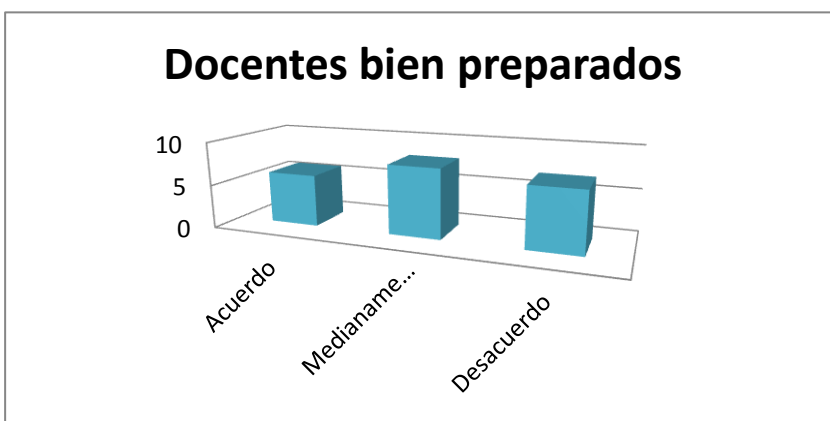 Docentes bien preparados
10
5
0
Acuerdo
Medianame...
Desacuerdo